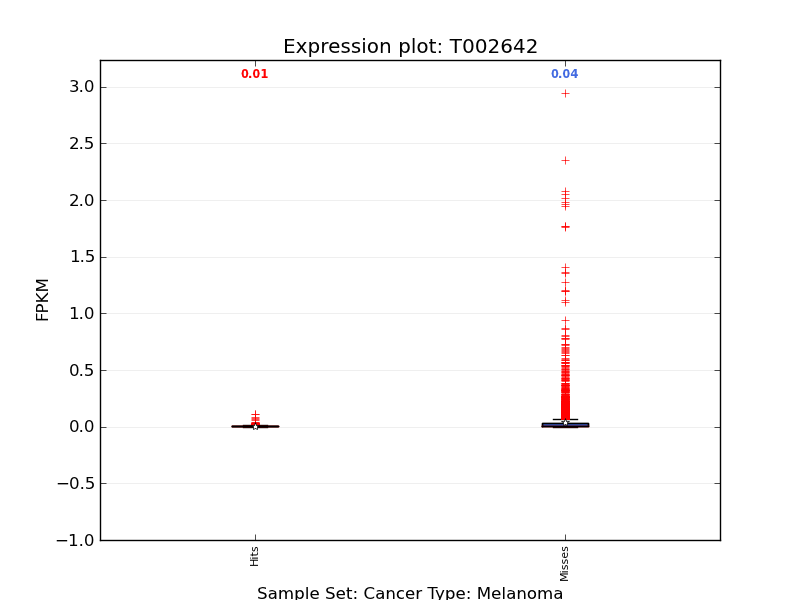 Expression plot: T002642
0.01
0.04
3.0
2.5
2.0
1.5
1.0
0.5
0.0
−0.5
−1.0
FPKM
Hits
Misses
Sample Set: Cancer Type: Melanoma